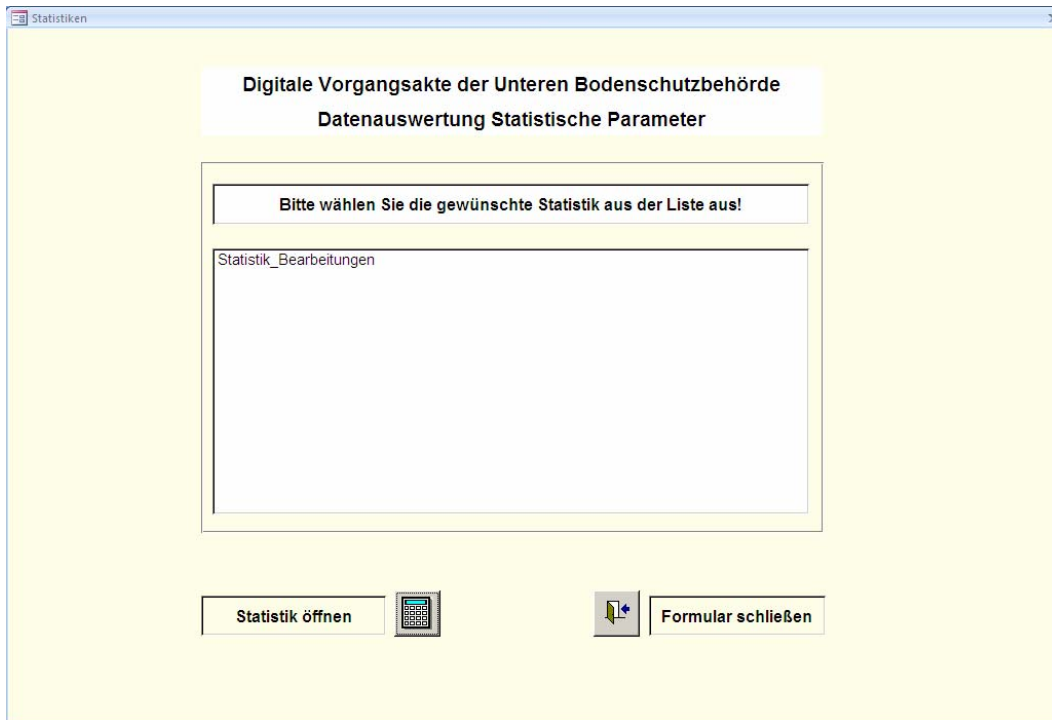 Statistiken
Digitale Vorgangsakte der Unteren Bodenschutzbehörde
Datenauswertung Statistische Parameter
Bitte wählen Sie die gewünschte Statistik aus der Liste aus!
Statistik_Bearbeitungen
Statistik öffnen
Formular schließen